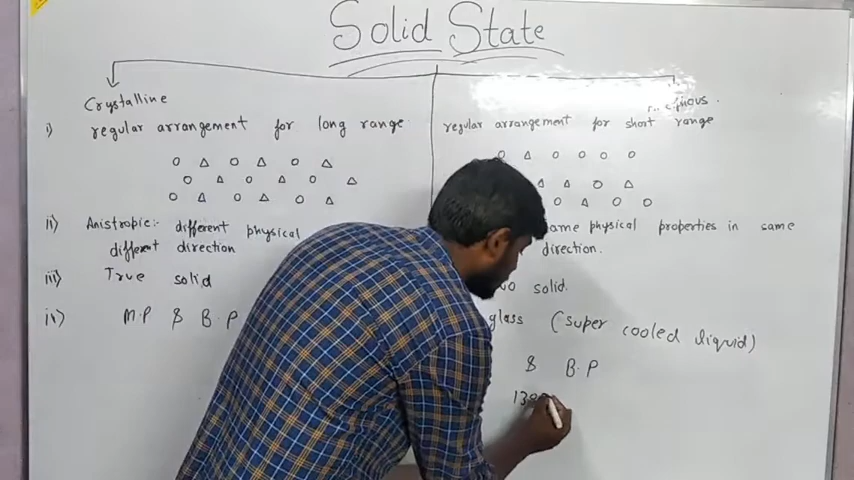 Solid State
Crystalline
i) regular arrangement for long range.
regular arrangement for short range
ii) Anistropic:- different physical
different direction
ame physical properties in same
direction.
iii) True solid
solid.
iv) M.P & B.P
glass (super cooled liquid)
& B.P